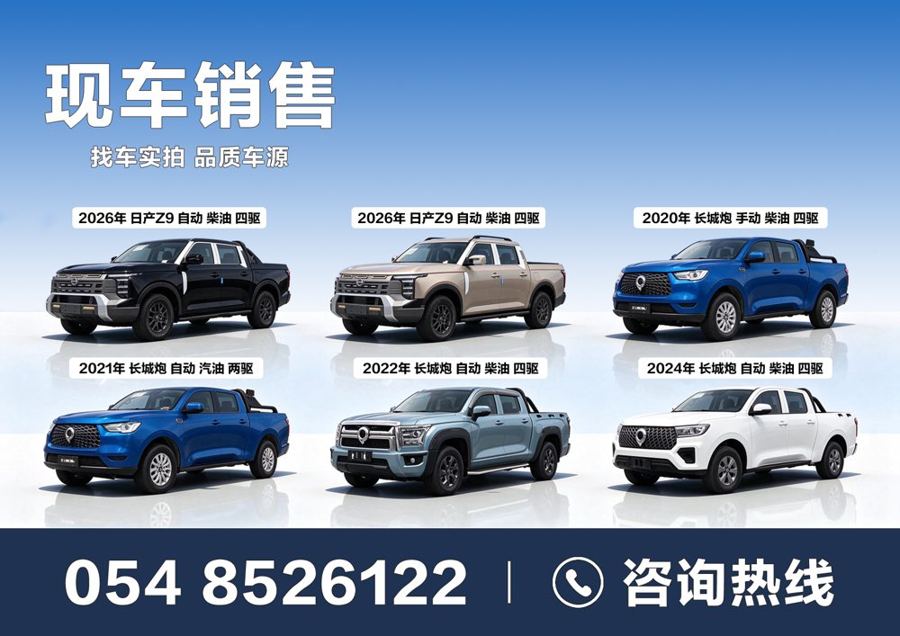 现车销售
找车实拍 品质车源
2026年 日产Z9 自动 柴油 四驱
2026年 日产Z9 自动 柴油 四驱
2020年 长城炮 手动 柴油 四驱
2021年 长城炮 自动 汽油 两驱
2022年 长城炮 自动 柴油 四驱
2024年 长城炮 自动 柴油 四驱
054 8526122
咨询热线